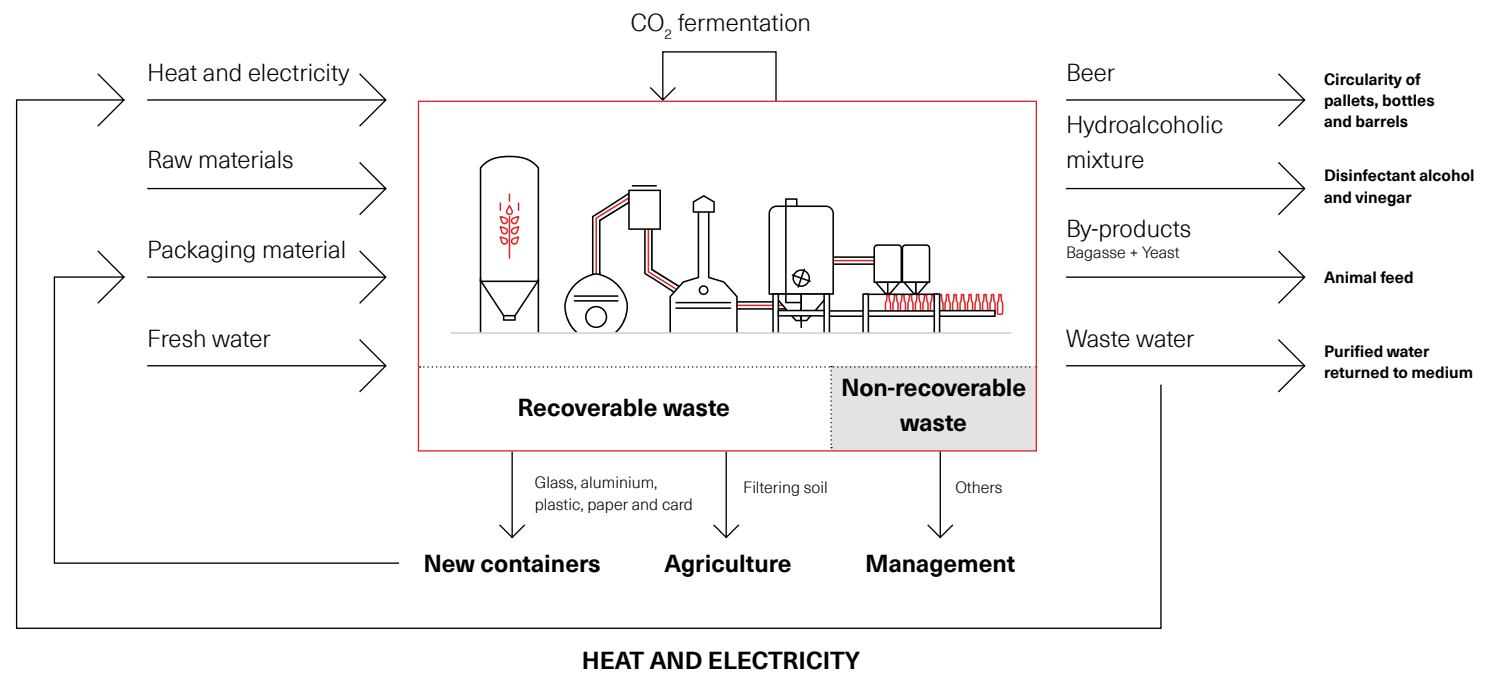 CO2 fermentation
Heat and electricity
Raw materials
Packaging material
Fresh water
Beer
Circularity of
pallets, bottles
and barrels
Hydroalcoholic
mixture
Disinfectant alcohol
and vinegar
By-products
Bagasse + Yeast
Animal feed
Waste water
Purified water
returned to medium
Recoverable waste
Non-recoverable
waste
Glass, aluminium,
plastic, paper and card
Filtering soil
Others
New containers
Agriculture
Management
HEAT AND ELECTRICITY